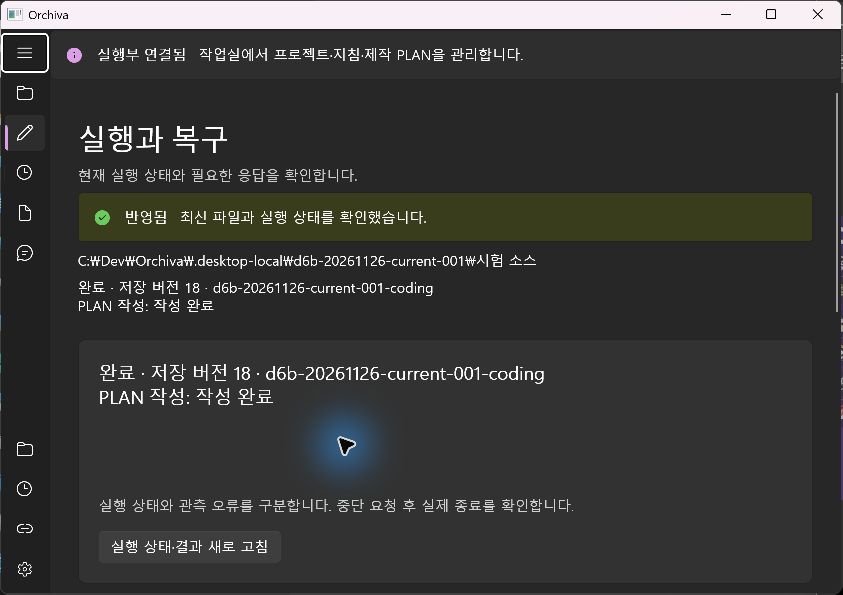 Orchiva
실행부 연결됨 작업실에서 프로젝트·지침·제작 PLAN을 관리합니다.
실행과 복구
현재 실행 상태와 필요한 응답을 확인합니다.
반영됨 최신 파일과 실행 상태를 확인했습니다.
C:₩Dev₩Orchiva₩.desktop-local₩d6b-20261126-current-001₩시험 소스
완료 · 저장 버전 18 · d6b-20261126-current-001-coding
PLAN 작성: 작성 완료
완료 · 저장 버전 18 · d6b-20261126-current-001-coding
PLAN 작성: 작성 완료
실행 상태와 관측 오류를 구분합니다. 중단 요청 후 실제 종료를 확인합니다.
실행 상태·결과 새로 고침